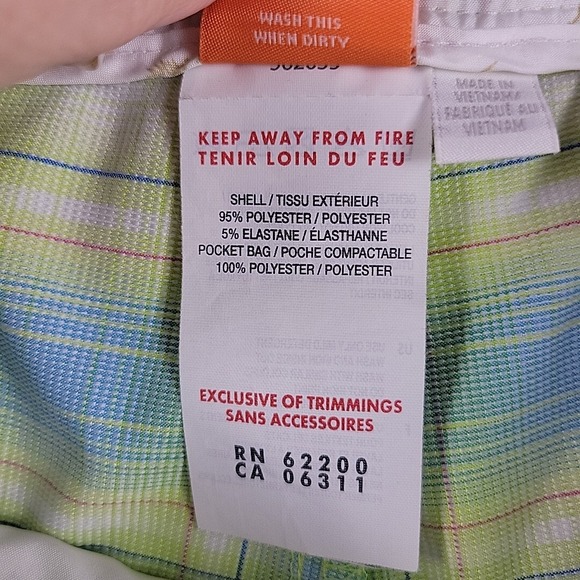 WASH THIS
WHEN DIRTY
MADE IN
VIETNAM/
FABRIQUÉ AU
VIETNAM
KEEP AWAY FROM FIRE
TENIR LOIN DU FEU
SHELL / TISSU EXTÉRIEUR
95% POLYESTER / POLYESTER
5% ELASTANE / ÉLASTHANNE
POCKET BAG / POCHE COMPACTABLE
100% POLYESTER / POLYESTER
EXCLUSIVE OF TRIMMINGS
SANS ACCESSOIRES
RN 62200
CA 06311